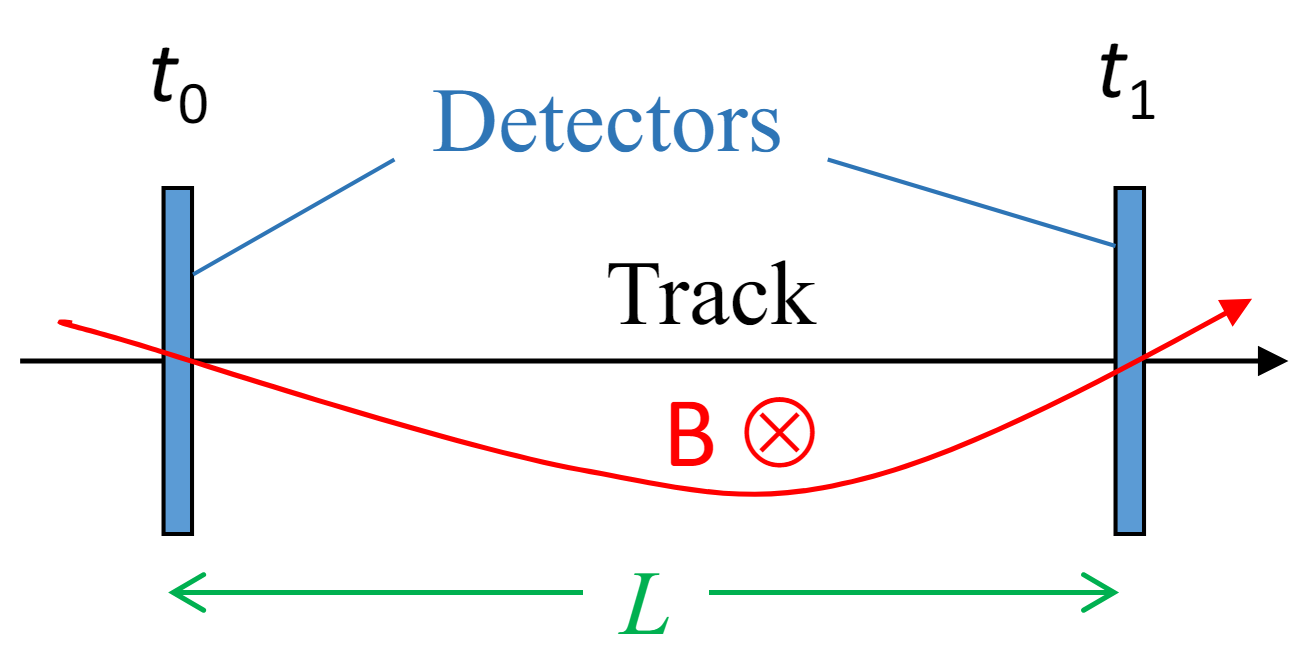 t₀
t₁
Detectors
Track
B
L